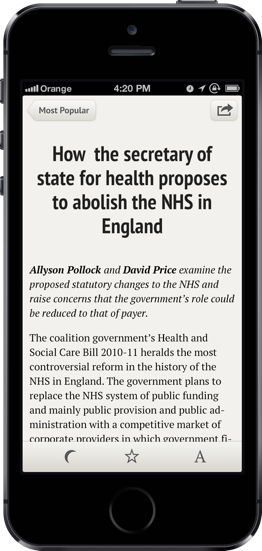 Orange 4:20 PM
Most Popular
How the secretary of
state for health proposes
to abolish the NHS in
England
Allyson Pollock and David Price examine the
proposed statutory changes to the NHS and
raise concerns that the government's role could
be reduced to that of payer.
The coalition government's Health and
Social Care Bill 2010-11 heralds the most
controversial reform in the history of the
NHS in England. The government plans to
replace the NHS system of public funding
and mainly public provision and public ad-
ministration with a competitive market of
corporate providers in which government fi-
A